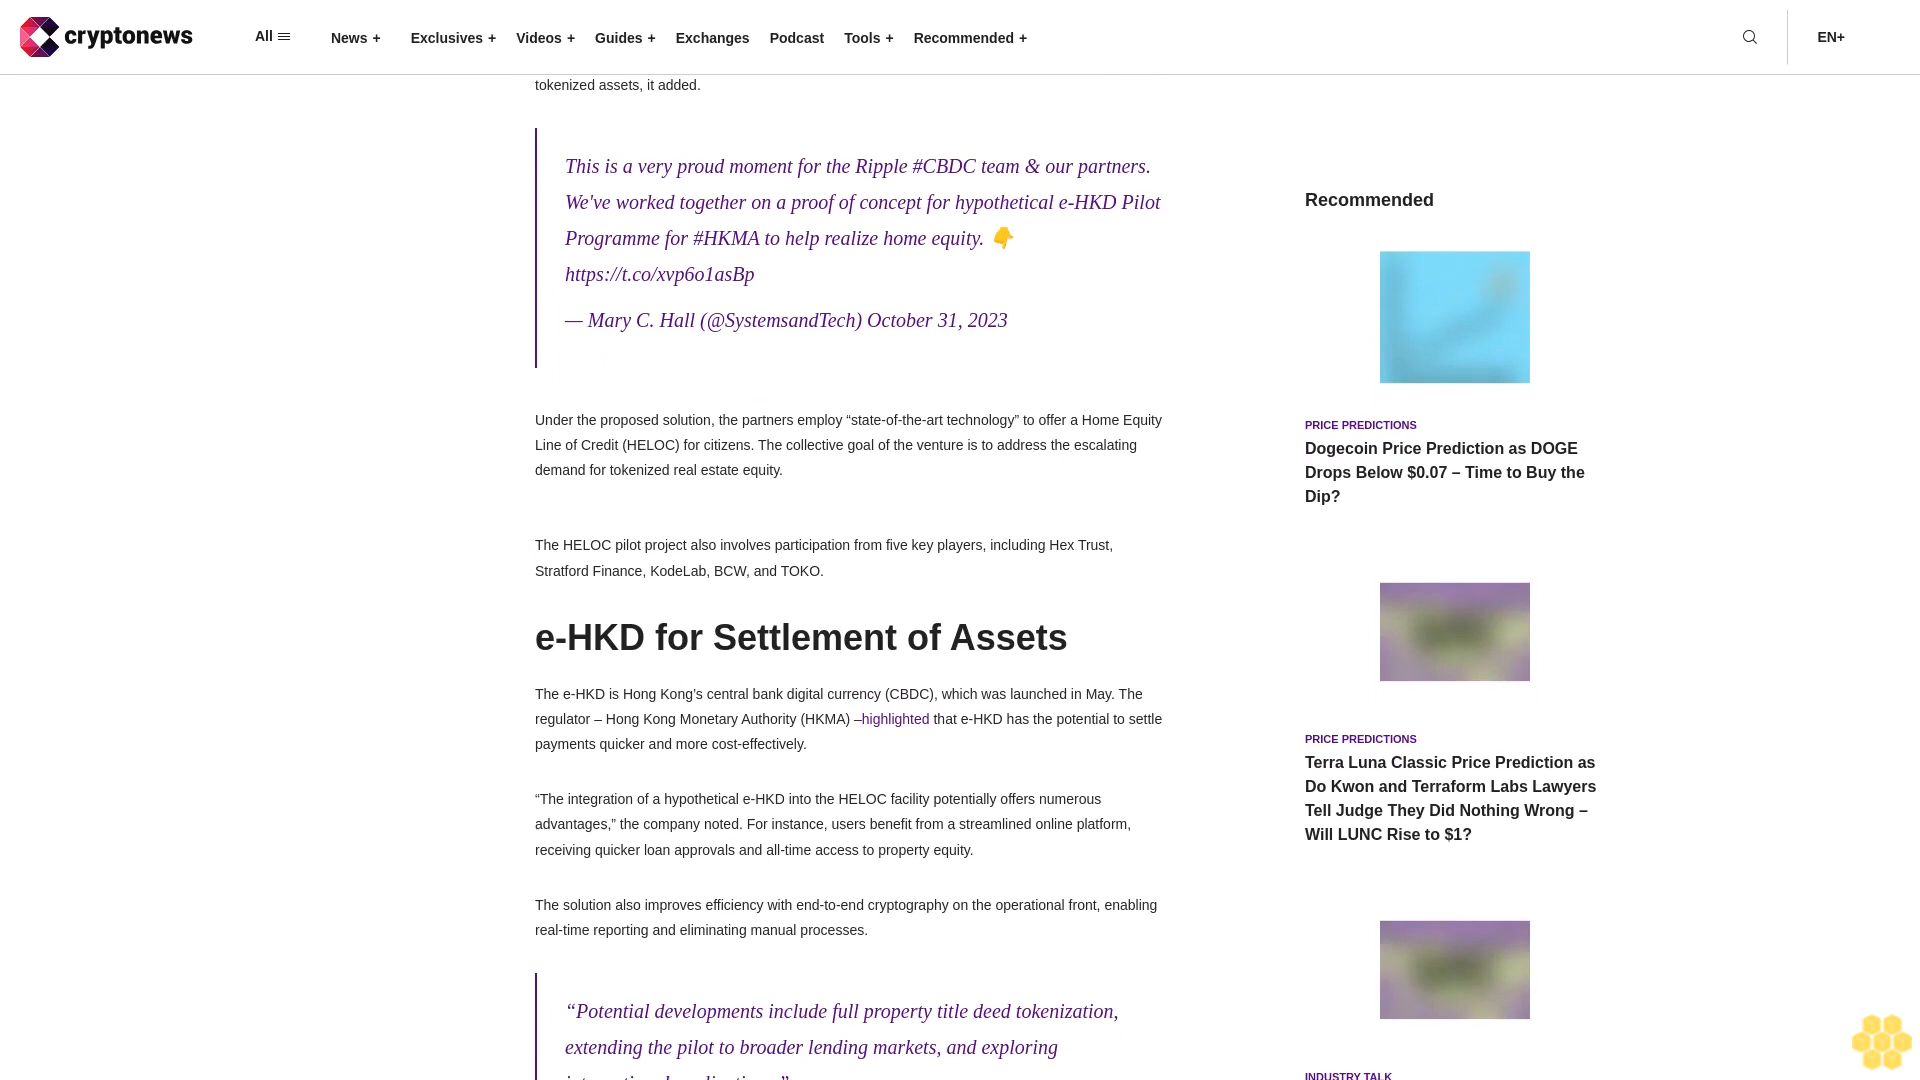 cryptonews
All
News +
Exclusives +
Videos +
Guides +
Exchanges
Podcast
Tools +
Recommended +
EN+
tokenized assets, it added.
This is a very proud moment for the Ripple #CBDC team & our partners.
We've worked together on a proof of concept for hypothetical e-HKD Pilot
Programme for #HKMA to help realize home equity. 👇
https://t.co/xvp6o1asBp
— Mary C. Hall (@SystemsandTech) October 31, 2023
Under the proposed solution, the partners employ “state-of-the-art technology” to offer a Home Equity
Line of Credit (HELOC) for citizens. The collective goal of the venture is to address the escalating
demand for tokenized real estate equity.
The HELOC pilot project also involves participation from five key players, including Hex Trust,
Stratford Finance, KodeLab, BCW, and TOKO.
e-HKD for Settlement of Assets
The e-HKD is Hong Kong’s central bank digital currency (CBDC), which was launched in May. The
regulator – Hong Kong Monetary Authority (HKMA) –highlighted that e-HKD has the potential to settle
payments quicker and more cost-effectively.
“The integration of a hypothetical e-HKD into the HELOC facility potentially offers numerous
advantages,” the company noted. For instance, users benefit from a streamlined online platform,
receiving quicker loan approvals and all-time access to property equity.
The solution also improves efficiency with end-to-end cryptography on the operational front, enabling
real-time reporting and eliminating manual processes.
“Potential developments include full property title deed tokenization,
extending the pilot to broader lending markets, and exploring
Recommended
PRICE PREDICTIONS
Dogecoin Price Prediction as DOGE
Drops Below $0.07 – Time to Buy the
Dip?
PRICE PREDICTIONS
Terra Luna Classic Price Prediction as
Do Kwon and Terraform Labs Lawyers
Tell Judge They Did Nothing Wrong –
Will LUNC Rise to $1?
INDUSTRY TALK